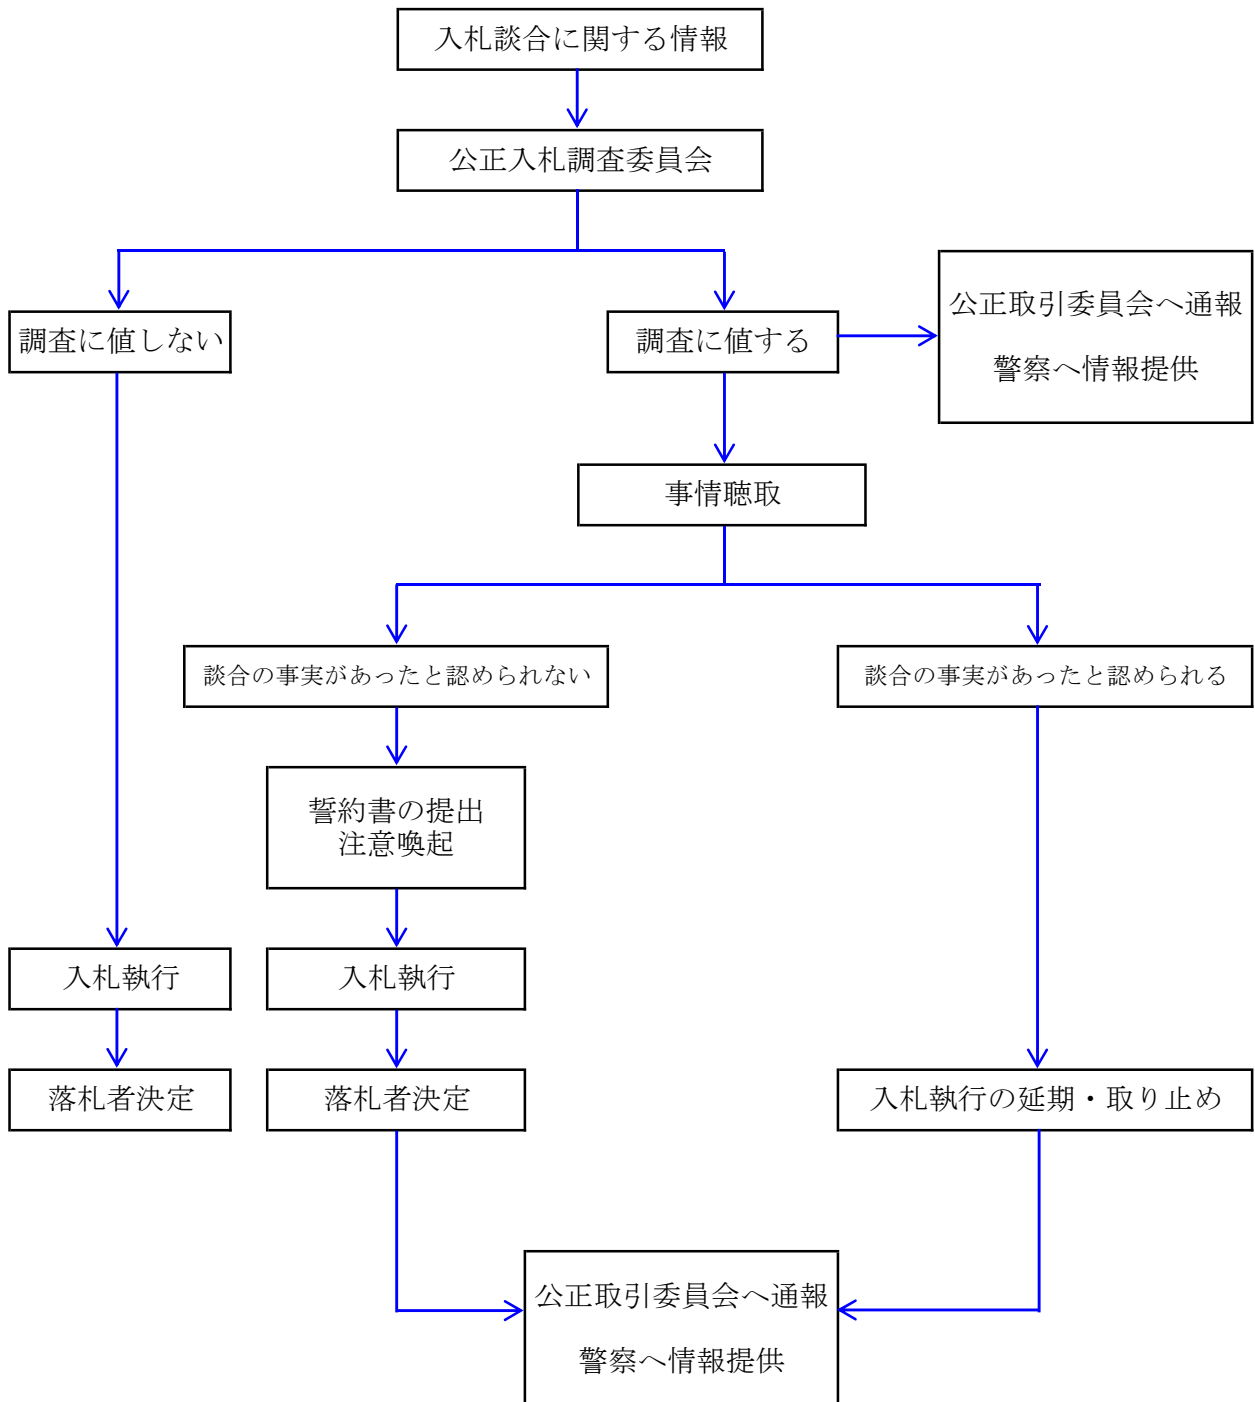 入札談合に関する情報
公正入札調査委員会
調査に値しない
調査に値する
公正取引委員会へ通報
警察へ情報提供
事情聴取
談合の事実があったと認められない
談合の事実があったと認められる
誓約書の提出
注意喚起
入札執行
入札執行
落札者決定
落札者決定
入札執行の延期・取り止め
公正取引委員会へ通報
警察へ情報提供